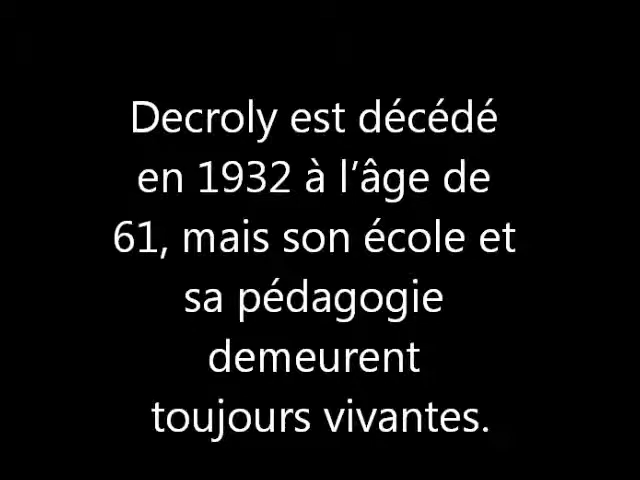 Decroly est décédé
en 1932 à l’âge de
61, mais son école et
sa pédagogie
demeurent
toujours vivantes.